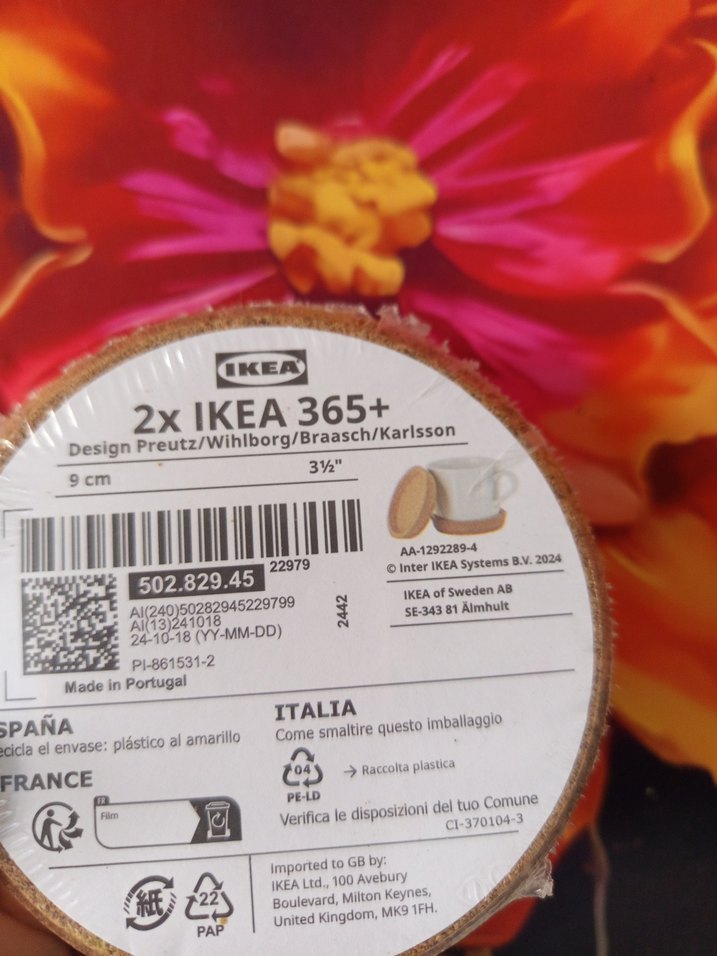 IKEA
2x IKEA 365+
Design Preutz/Wihlborg/Braasch/Karlsson
9 cm 3½"
22979
502.829.45
AI(240)50282945229799
AI(13)241018
24-10-18 (YY-MM-DD)
2442
PI-861531-2
Made in Portugal
AA-1292289-4
© Inter IKEA Systems B.V. 2024
IKEA of Sweden AB
SE-343 81 Älmhult
SPAÑA
ecicla el envase: plástico al amarillo
FRANCE
FR
Film
ITALIA
Come smaltire questo imballaggio
04
PE-LD
→ Raccolta plastica
Verifica le disposizioni del tuo Comune
CI-370104-3
紙
22
PAP
Imported to GB by:
IKEA Ltd., 100 Avebury
Boulevard, Milton Keynes,
United Kingdom, MK9 1FH.